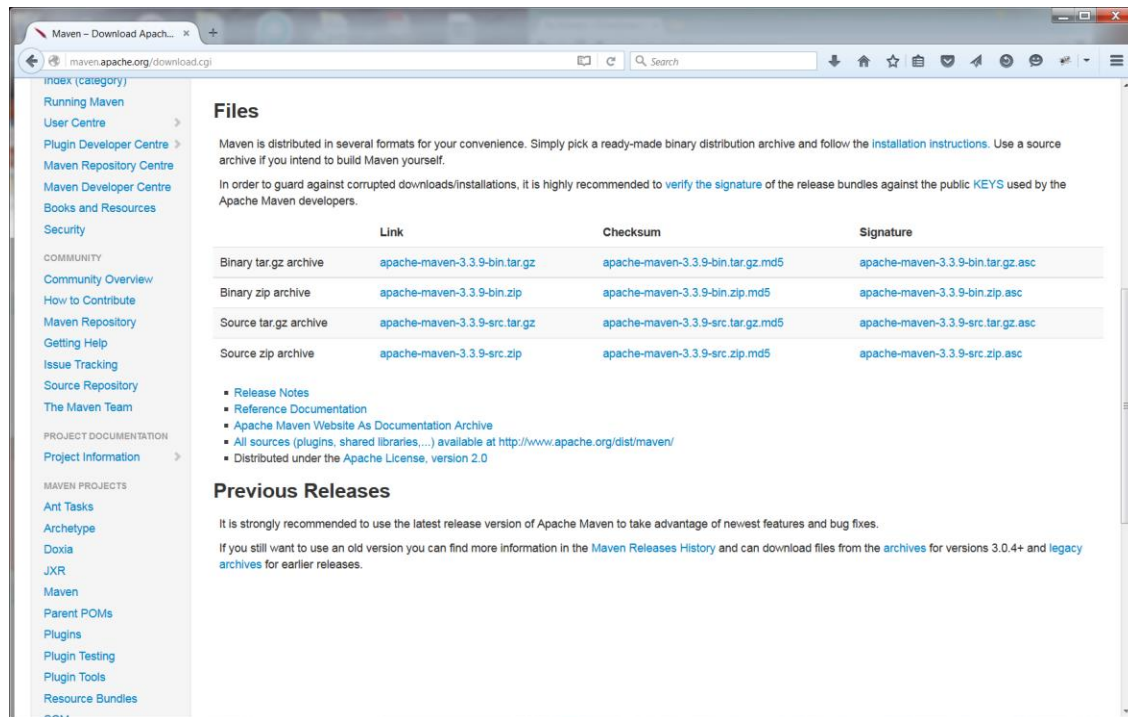 Maven – Download Apach...
maven.apache.org/download.cgi
Search
Index (category)
Running Maven
User Centre
Plugin Developer Centre
Maven Repository Centre
Maven Developer Centre
Books and Resources
Security
COMMUNITY
Community Overview
How to Contribute
Maven Repository
Getting Help
Issue Tracking
Source Repository
The Maven Team
PROJECT DOCUMENTATION
Project Information
MAVEN PROJECTS
Ant Tasks
Archetype
Doxia
JXR
Maven
Parent POMs
Plugins
Plugin Testing
Plugin Tools
Resource Bundles
Files
Maven is distributed in several formats for your convenience. Simply pick a ready-made binary distribution archive and follow the installation instructions. Use a source
archive if you intend to build Maven yourself.
In order to guard against corrupted downloads/installations, it is highly recommended to verify the signature of the release bundles against the public KEYS used by the
Apache Maven developers.
Link Checksum Signature
Binary tar.gz archive apache-maven-3.3.9-bin.tar.gz apache-maven-3.3.9-bin.tar.gz.md5 apache-maven-3.3.9-bin.tar.gz.asc
Binary zip archive apache-maven-3.3.9-bin.zip apache-maven-3.3.9-bin.zip.md5 apache-maven-3.3.9-bin.zip.asc
Source tar.gz archive apache-maven-3.3.9-src.tar.gz apache-maven-3.3.9-src.tar.gz.md5 apache-maven-3.3.9-src.tar.gz.asc
Source zip archive apache-maven-3.3.9-src.zip apache-maven-3.3.9-src.zip.md5 apache-maven-3.3.9-src.zip.asc
Release Notes
Reference Documentation
Apache Maven Website As Documentation Archive
All sources (plugins, shared libraries,...) available at http://www.apache.org/dist/maven/
Distributed under the Apache License, version 2.0
Previous Releases
It is strongly recommended to use the latest release version of Apache Maven to take advantage of newest features and bug fixes.
If you still want to use an old version you can find more information in the Maven Releases History and can download files from the archives for versions 3.0.4+ and legacy
archives for earlier releases.